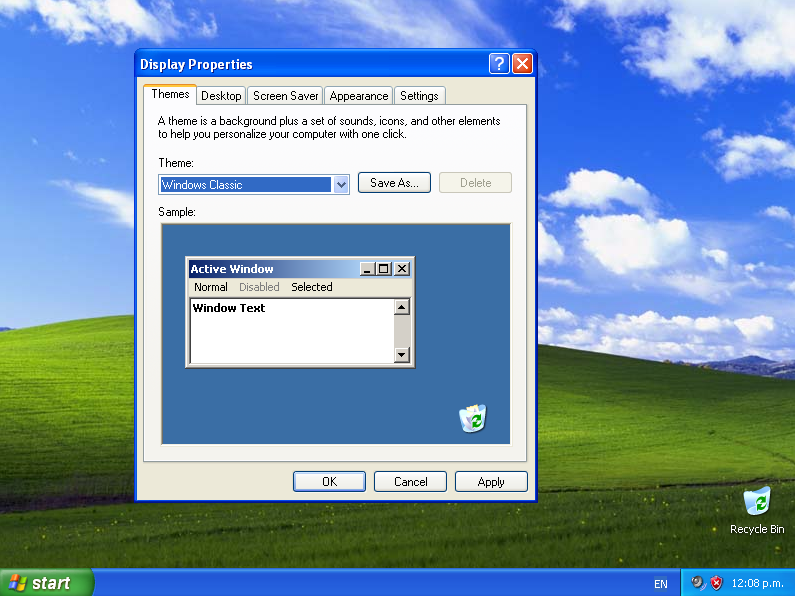 Display Properties
Themes
Desktop
Screen Saver
Appearance
Settings
A theme is a background plus a set of sounds, icons, and other elements
to help you personalize your computer with one click.
Theme:
Windows Classic
Save As...
Delete
Sample:
Active Window
Normal Disabled Selected
Window Text
OK
Cancel
Apply
Recycle Bin
start
EN
12:08 p.m.